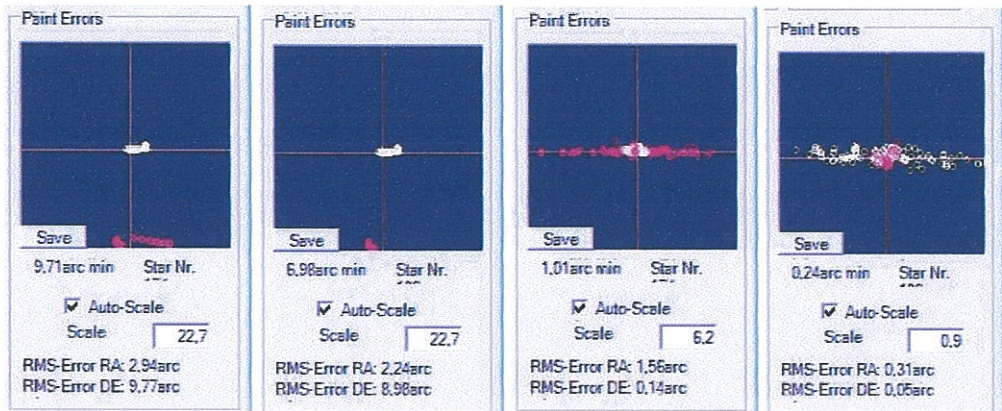 Paint Errors
Save
9,71arc min Star Nr.
Auto-Scale
Scale 22,7
RMS-Error RA: 2,94arc
RMS-Error DE: 9,77arc
Paint Errors
Save
6,98arc min Star Nr.
Auto-Scale
Scale 22,7
RMS-Error RA: 2,24arc
RMS-Error DE: 8,98arc
Paint Errors
Save
1,01arc min Star Nr.
Auto-Scale
Scale 6,2
RMS-Error RA: 1,56arc
RMS-Error DE: 0,14arc
Paint Errors
Save
0,24arc min Star Nr.
Auto-Scale
Scale 0,9
RMS-Error RA: 0,31arc
RMS-Error DE: 0,05arc